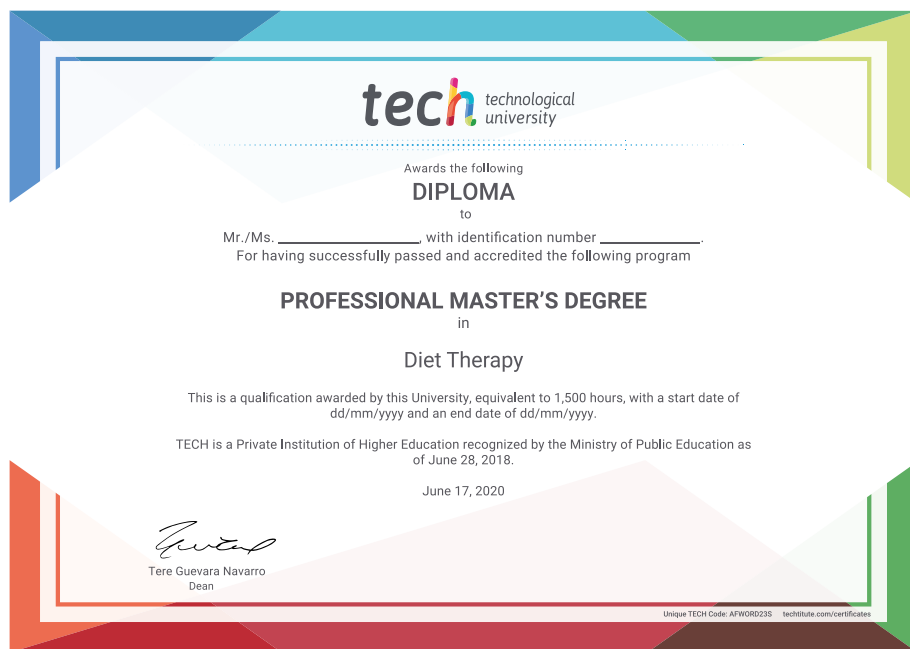 tech technological
university
Awards the following
DIPLOMA
to
Mr./Ms. ____________________, with identification number ______________.
For having successfully passed and accredited the following program
PROFESSIONAL MASTER'S DEGREE
in
Diet Therapy
This is a qualification awarded by this University, equivalent to 1,500 hours, with a start date of
dd/mm/yyyy and an end date of dd/mm/yyyy.
TECH is a Private Institution of Higher Education recognized by the Ministry of Public Education as
of June 28, 2018.
June 17, 2020
Tere Guevara Navarro
Dean
Unique TECH Code: AFWORD23S techtitute.com/certificates